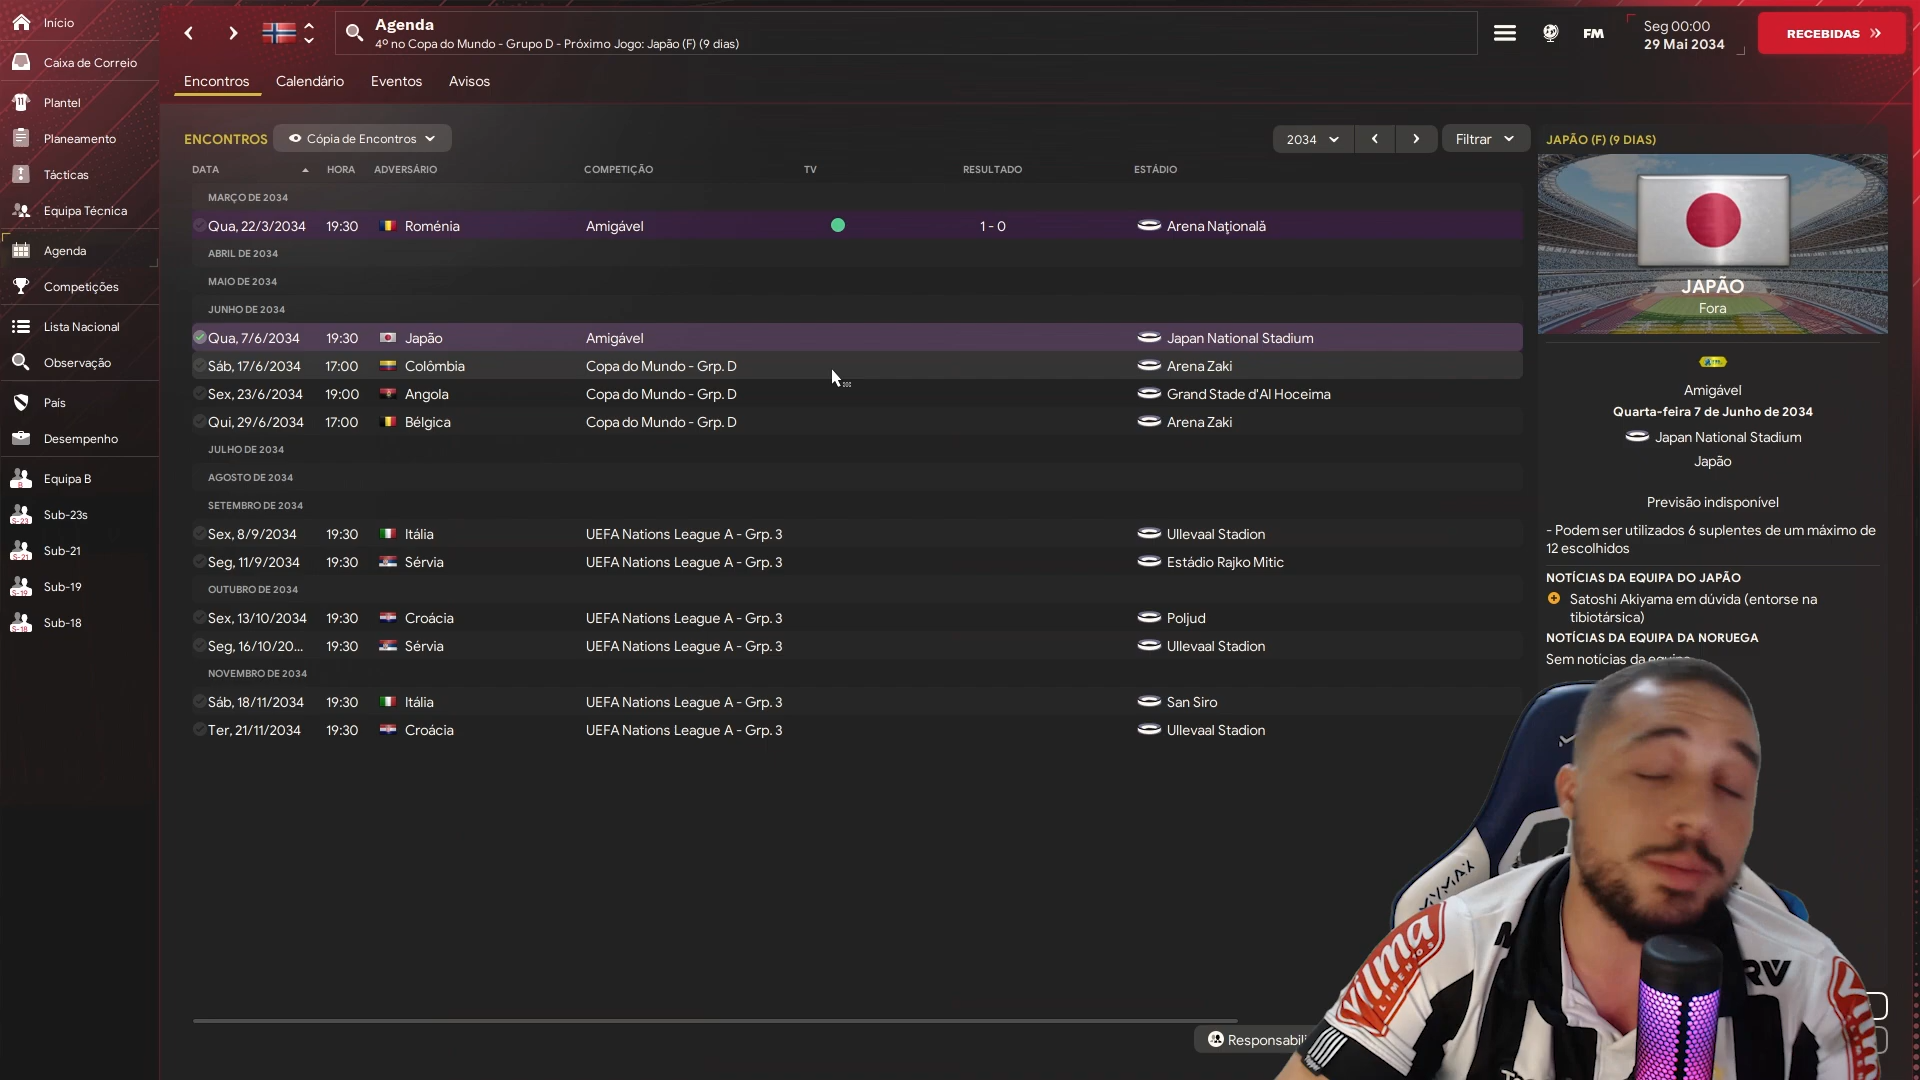 Início
Caixa de Correio
Plantel
Planeamento
Tácticas
Equipa Técnica
Agenda
Competições
Lista Nacional
Observação
País
Desempenho
Equipa B
Sub-23s
Sub-21
Sub-19
Sub-18
Agenda
4º no Copa do Mundo - Grupo D - Próximo Jogo: Japão (F) (9 dias)
FM
Seg 00:00
29 Mai 2034
RECEBIDAS
Encontros Calendário Eventos Avisos
ENCONTROS Cópia de Encontros 2034 Filtrar
DATA HORA ADVERSÁRIO COMPETIÇÃO TV RESULTADO ESTÁDIO
MARÇO DE 2034
Qua, 22/3/2034 19:30 Roménia Amigável 1 - 0 Arena Naţională
ABRIL DE 2034
MAIO DE 2034
JUNHO DE 2034
Qua, 7/6/2034 19:30 Japão Amigável Japan National Stadium
Sáb, 17/6/2034 17:00 Colômbia Copa do Mundo - Grp. D Arena Zaki
Sex, 23/6/2034 19:00 Angola Copa do Mundo - Grp. D Grand Stade d'Al Hoceima
Qui, 29/6/2034 17:00 Bélgica Copa do Mundo - Grp. D Arena Zaki
JULHO DE 2034
AGOSTO DE 2034
SETEMBRO DE 2034
Sex, 8/9/2034 19:30 Itália UEFA Nations League A - Grp. 3 Ullevaal Stadion
Seg, 11/9/2034 19:30 Sérvia UEFA Nations League A - Grp. 3 Estádio Rajko Mitic
OUTUBRO DE 2034
Sex, 13/10/2034 19:30 Croácia UEFA Nations League A - Grp. 3 Poljud
Seg, 16/10/20... 19:30 Sérvia UEFA Nations League A - Grp. 3 Ullevaal Stadion
NOVEMBRO DE 2034
Sáb, 18/11/2034 19:30 Itália UEFA Nations League A - Grp. 3 San Siro
Ter, 21/11/2034 19:30 Croácia UEFA Nations League A - Grp. 3 Ullevaal Stadion
JAPÃO (F) (9 DIAS)
JAPÃO
Fora
Amigável
Quarta-feira 7 de Junho de 2034
Japan National Stadium
Japão
Previsão indisponível
- Podem ser utilizados 6 suplentes de um máximo de
12 escolhidos
NOTÍCIAS DA EQUIPA DO JAPÃO
Satoshi Akiyama em dúvida (entorse na
tibiotársica)
NOTÍCIAS DA EQUIPA DA NORUEGA
Sem notícias da equipa
Responsabili
Vilma
ALIMENTOS
RV